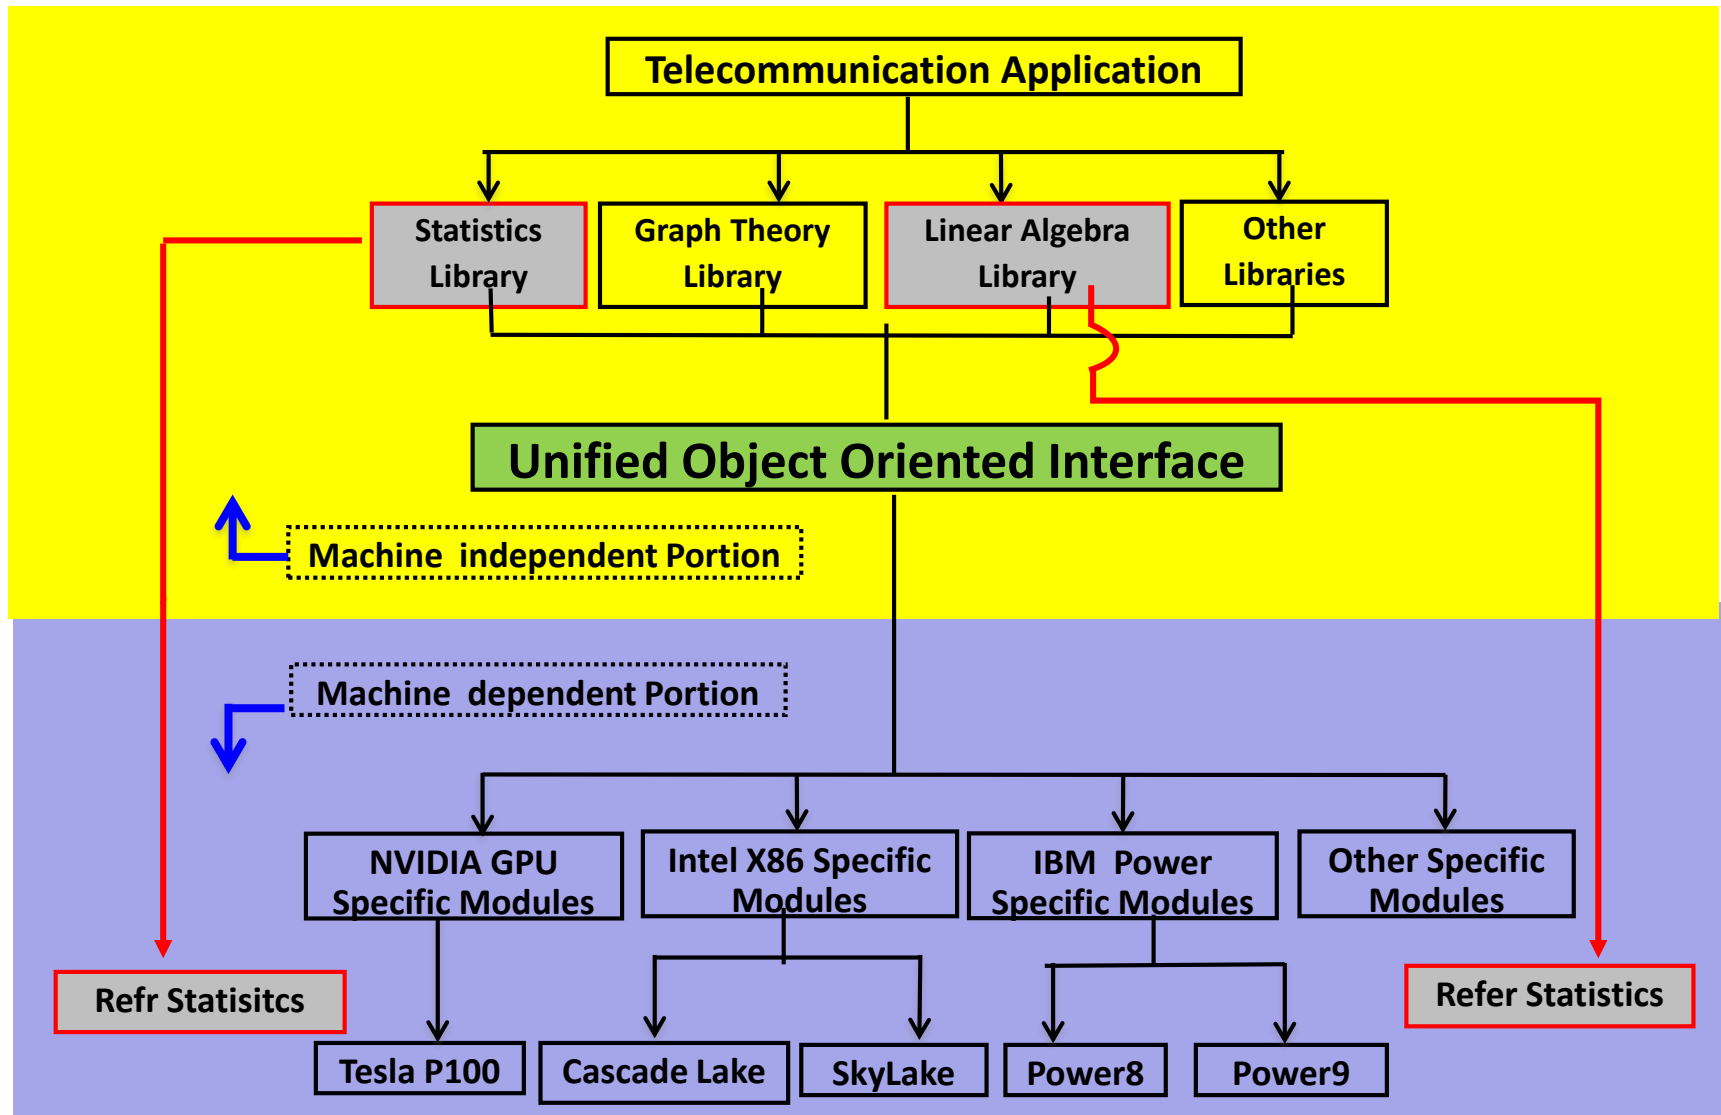 Telecommunication Application
Statistics
Library
Graph Theory
Library
Linear Algebra
Library
Other
Libraries
Unified Object Oriented Interface
Machine independent Portion
Machine dependent Portion
NVIDIA GPU
Specific Modules
Intel X86 Specific
Modules
IBM Power
Specific Modules
Other Specific
Modules
Refr Statisitcs
Refer Statistics
Tesla P100
Cascade Lake
SkyLake
Power8
Power9